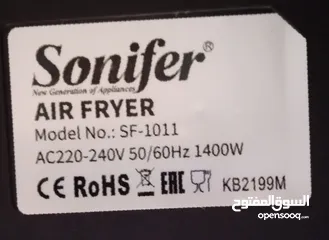 Sonifer®
New Generation of Appliances
AIR FRYER
Model No.: SF-1011
AC220-240V 50/60Hz 1400W
CE RoHS EAC KB2199M
السوق المفتوح
opensooq.com